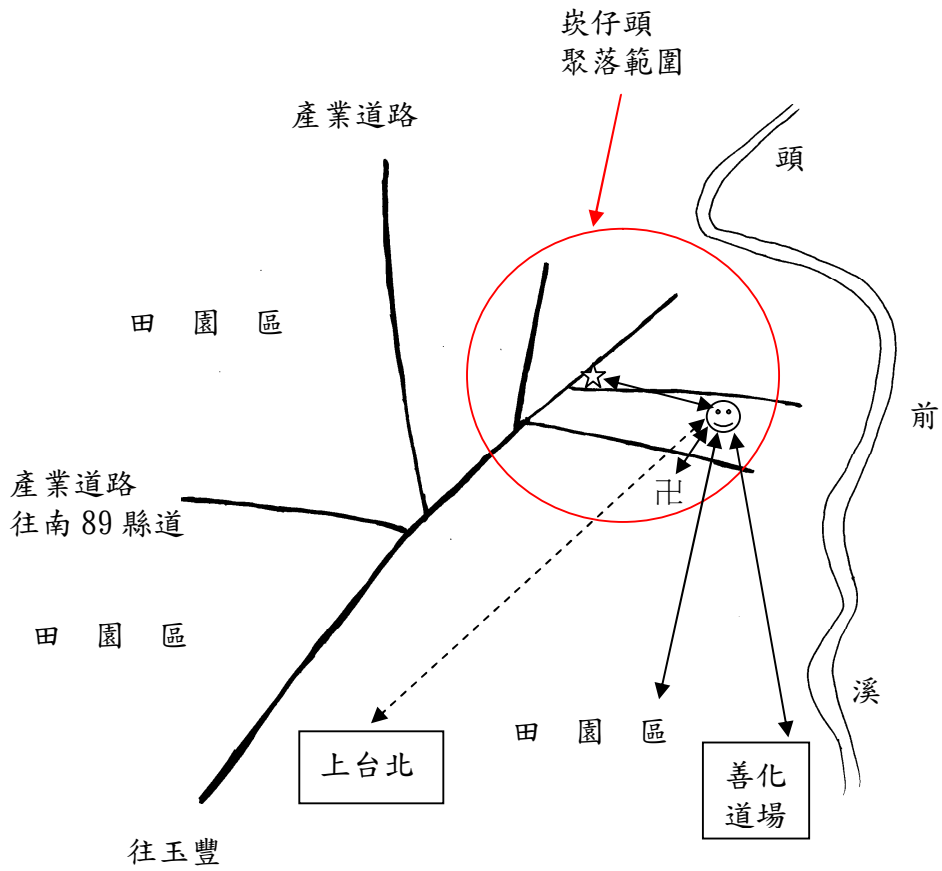 崁仔頭
聚落範圍
產業道路
頭
田 園 區
前
產業道路
往南 89 縣道
卍
田 園 區
溪
田 園 區
上台北
善化
道場
往玉豐